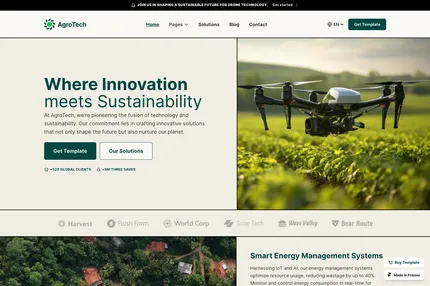 JOIN US IN SHAPING A SUSTAINABLE FUTURE FOR DRONE TECHNOLOGY. Get started
AgroTech
Home Pages Solutions Blog Contact
EN
Get Template
Where Innovation
meets Sustainability
At AgroTech, we're pioneering the fusion of technology and
sustainability. Our commitment lies in crafting innovative solutions
that not only shape the future but also nurture our planet.
Get Template Our Solutions
+520 GLOBAL CLIENTS +5M THREE SAVES
Harvest Rush Farm World Corp Solar Tech Wave Valley Bear Route
Smart Energy Management Systems
Harnessing IoT and AI, our energy management systems
optimize resource usage, reducing wastage by up to 40%.
Monitor and control energy consumption in real-time for
Buy Template
Made in Framer